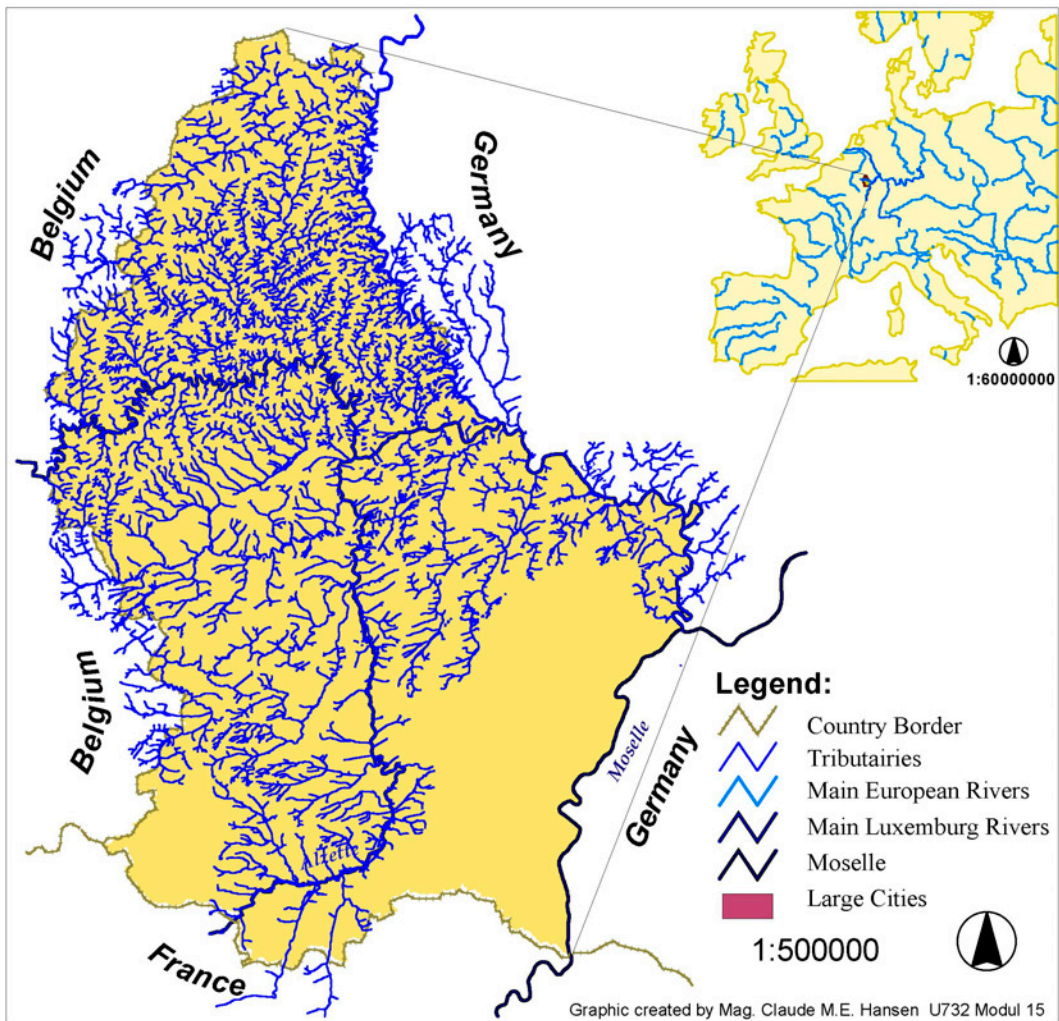 Belgium
Germany
1:60000000
Belgium
Moselle
Germany
Alzette
France
Legend:
Country Border
Tributairies
Main European Rivers
Main Luxemburg Rivers
Moselle
Large Cities
1:500000
Graphic created by Mag. Claude M.E. Hansen U732 Modul 15